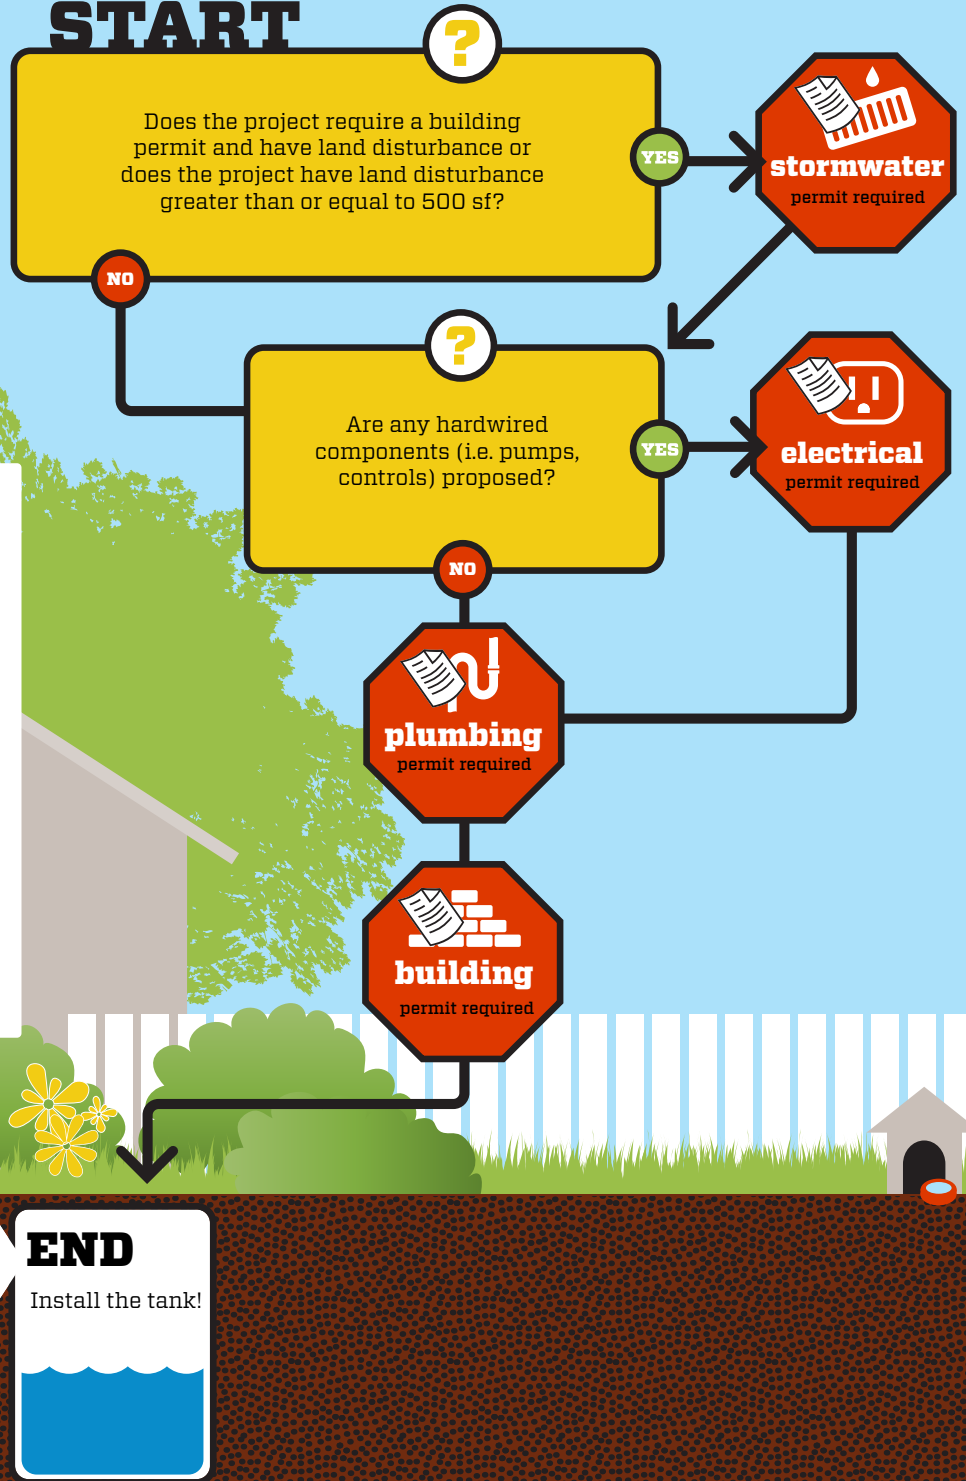 START
?
Does the project require a building
permit and have land disturbance or
does the project have land disturbance
greater than or equal to 500 sf?
YES
stormwater
permit required
NO
?
Are any hardwired
components (i.e. pumps,
controls) proposed?
YES
electrical
permit required
NO
plumbing
permit required
building
permit required
END
Install the tank!